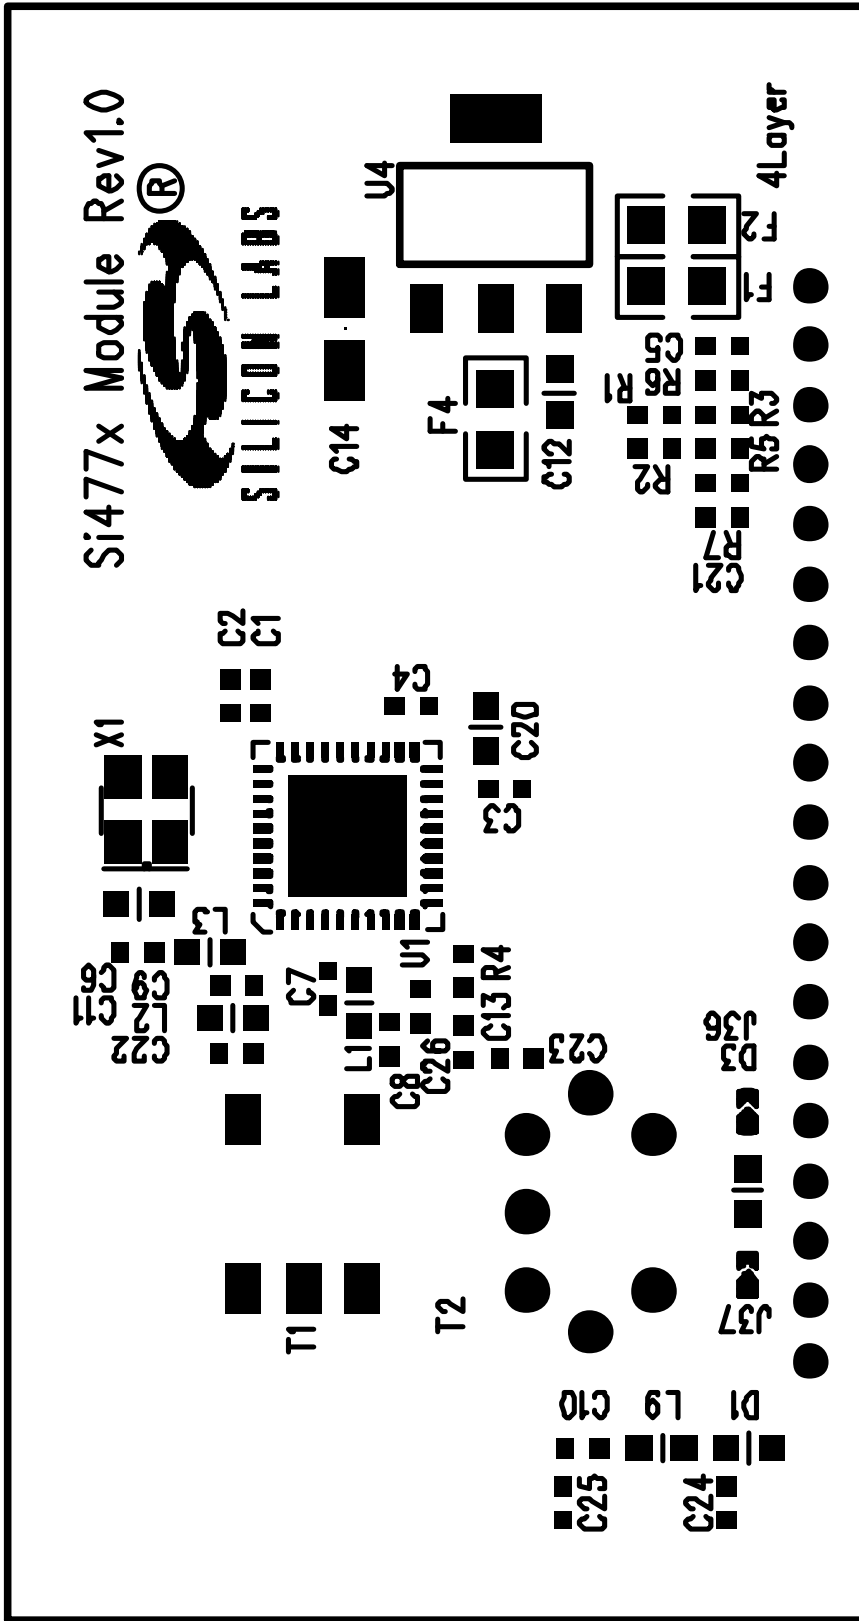 Si477x Module Rev1.0
®
SILICON LABS
4Layer
U4
F2
F1
C14
F4
C12
C5
R6
R1
R3
R5
R2
R7
C21
C2
C1
C4
X1
C20
C3
L3
U1
C6
C9
C11
L2
C22
C7
R4
C13
L1
C26
C8
C23
J36
D3
T1
T2
J37
C10
L9
D1
C25
C24